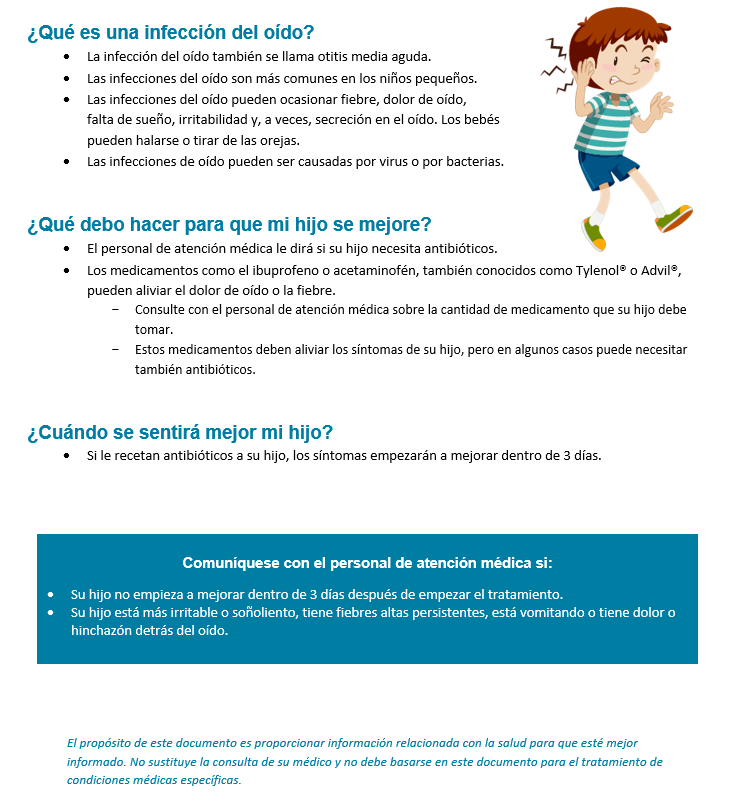 ¿Qué es una infección del oído?
• La infección del oído también se llama otitis media aguda.
• Las infecciones del oído son más comunes en los niños pequeños.
• Las infecciones del oído pueden ocasionar fiebre, dolor de oído,
falta de sueño, irritabilidad y, a veces, secreción en el oído. Los bebés
pueden halarse o tirar de las orejas.
• Las infecciones de oído pueden ser causadas por virus o por bacterias.
¿Qué debo hacer para que mi hijo se mejore?
• El personal de atención médica le dirá si su hijo necesita antibióticos.
• Los medicamentos como el ibuprofeno o acetaminofén, también conocidos como Tylenol® o Advil®,
pueden aliviar el dolor de oído o la fiebre.
− Consulte con el personal de atención médica sobre la cantidad de medicamento que su hijo debe
tomar.
− Estos medicamentos deben aliviar los síntomas de su hijo, pero en algunos casos puede necesitar
también antibióticos.
¿Cuándo se sentirá mejor mi hijo?
• Si le recetan antibióticos a su hijo, los síntomas empezarán a mejorar dentro de 3 días.
Comuníquese con el personal de atención médica si:
• Su hijo no empieza a mejorar dentro de 3 días después de empezar el tratamiento.
• Su hijo está más irritable o soñoliento, tiene fiebres altas persistentes, está vomitando o tiene dolor o
hinchazón detrás del oído.
El propósito de este documento es proporcionar información relacionada con la salud para que esté mejor
informado. No sustituye la consulta de su médico y no debe basarse en este documento para el tratamiento de
condiciones médicas específicas.